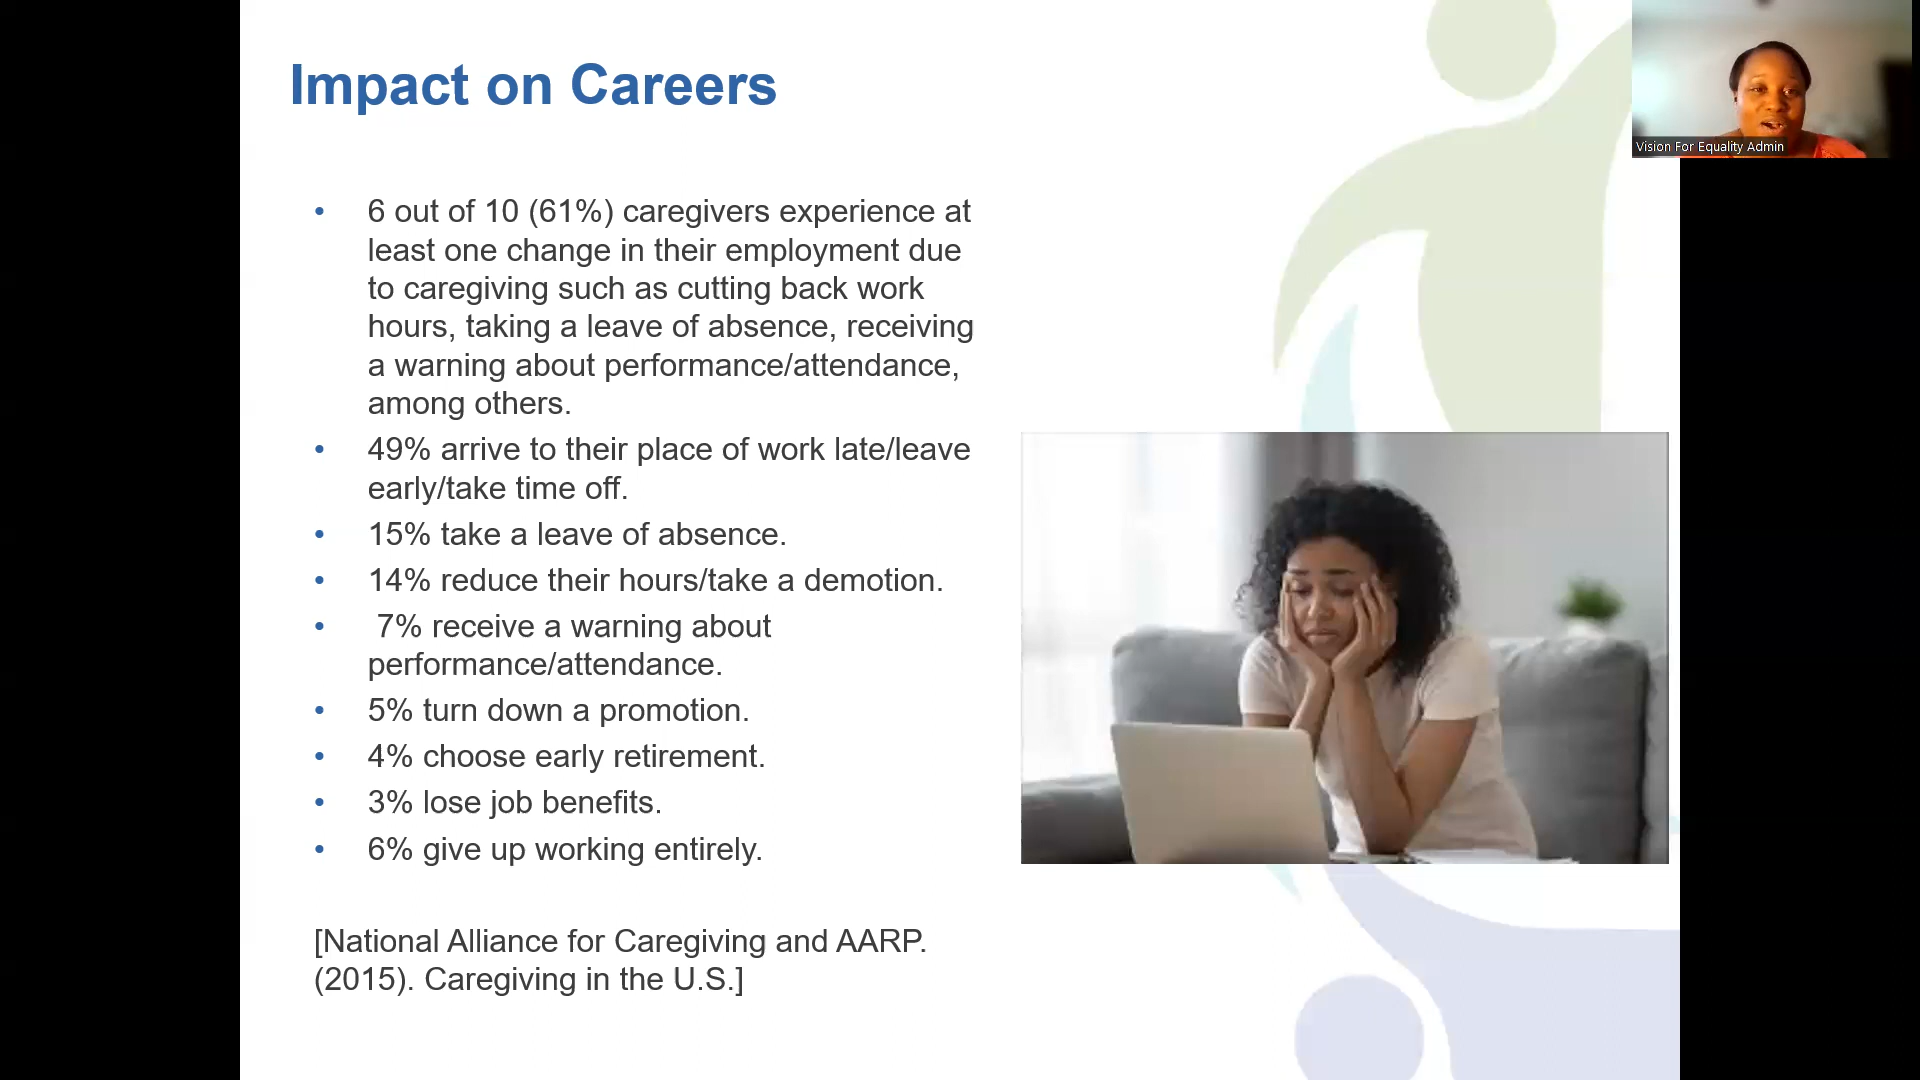 Impact on Careers
Vision For Equality Admin
• 6 out of 10 (61%) caregivers experience at
least one change in their employment due
to caregiving such as cutting back work
hours, taking a leave of absence, receiving
a warning about performance/attendance,
among others.
• 49% arrive to their place of work late/leave
early/take time off.
• 15% take a leave of absence.
• 14% reduce their hours/take a demotion.
• 7% receive a warning about
performance/attendance.
• 5% turn down a promotion.
• 4% choose early retirement.
• 3% lose job benefits.
• 6% give up working entirely.
[National Alliance for Caregiving and AARP.
(2015). Caregiving in the U.S.]